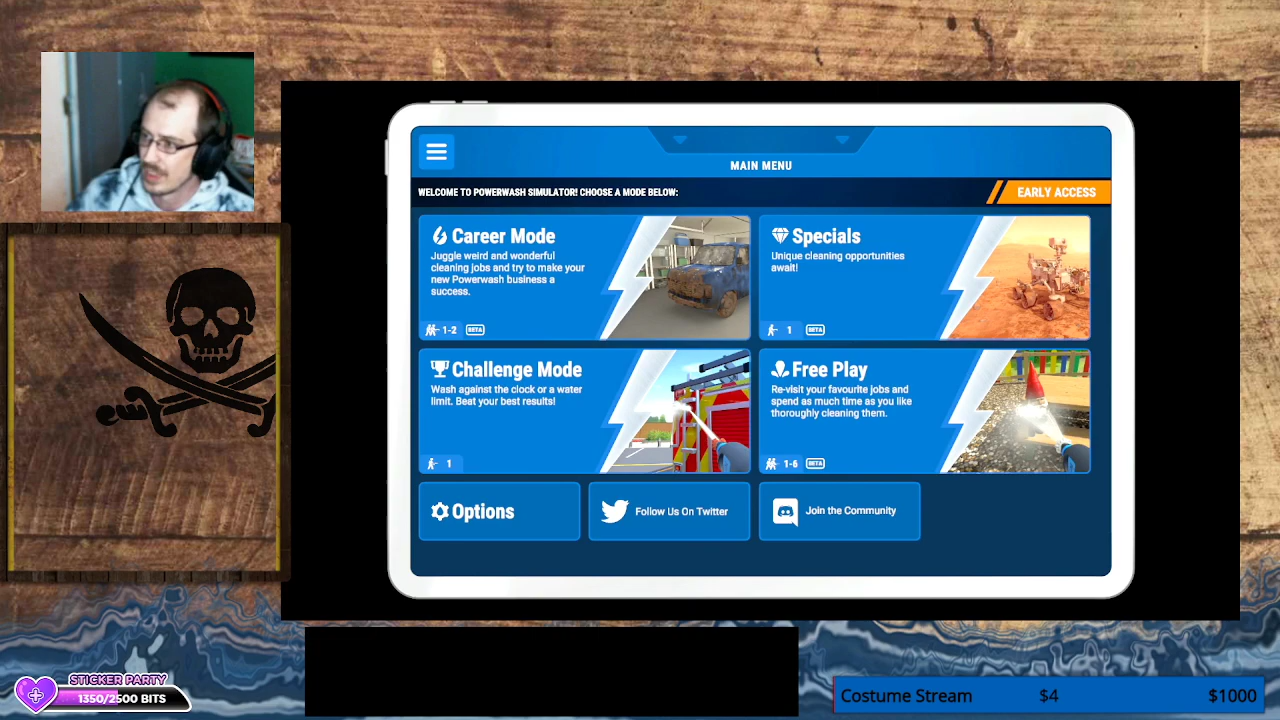 MAIN MENU
WELCOME TO POWERWASH SIMULATOR! CHOOSE A MODE BELOW:
EARLY ACCESS
Career Mode
Juggle weird and wonderful
cleaning jobs and try to make your
new Powerwash business a
success.
1-2 BETA
Specials
Unique cleaning opportunities
await!
1 BETA
Challenge Mode
Wash against the clock or a water
limit. Beat your best results!
1
Free Play
Re-visit your favourite jobs and
spend as much time as you like
thoroughly cleaning them.
1-6 BETA
Options
Follow Us On Twitter
Join the Community
STICKER PARTY
1350/2500 BITS
Costume Stream $4 $1000